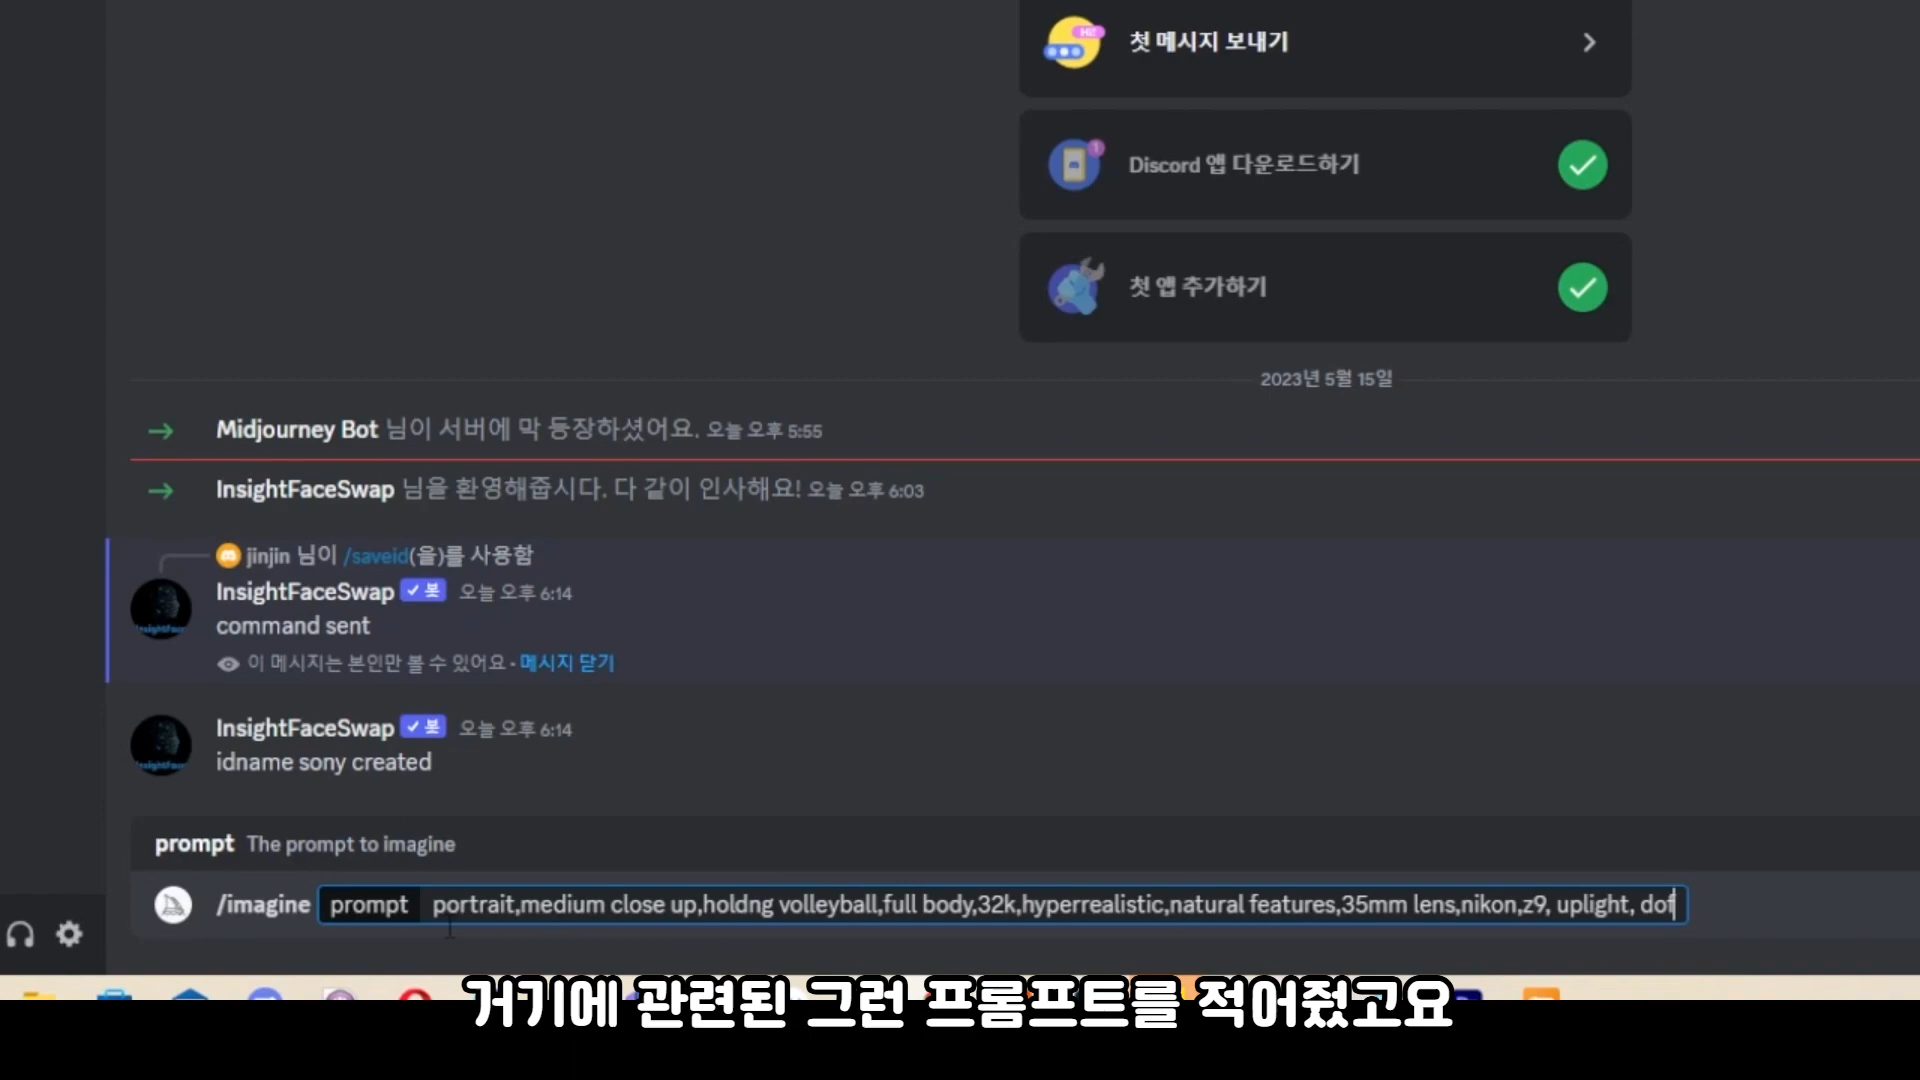 첫 메시지 보내기
Discord 앱 다운로드하기
첫 앱 추가하기
2023년 5월 15일
Midjourney Bot 님이 서버에 막 등장하셨어요. 오늘 오후 5:55
InsightFaceSwap 님을 환영해줍시다. 다 같이 인사해요! 오늘 오후 6:03
jinjin 님이 /saveid(을)를 사용함
InsightFaceSwap ✓ 봇 오늘 오후 6:14
command sent
이 메시지는 본인만 볼 수 있어요 • 메시지 닫기
InsightFaceSwap ✓ 봇 오늘 오후 6:14
idname sony created
prompt The prompt to imagine
/imagine prompt portrait,medium close up,holdng volleyball,full body,32k,hyperrealistic,natural features,35mm lens,nikon,z9, uplight, dof
거기에 관련된 그런 프롬프트를 적어줬고요